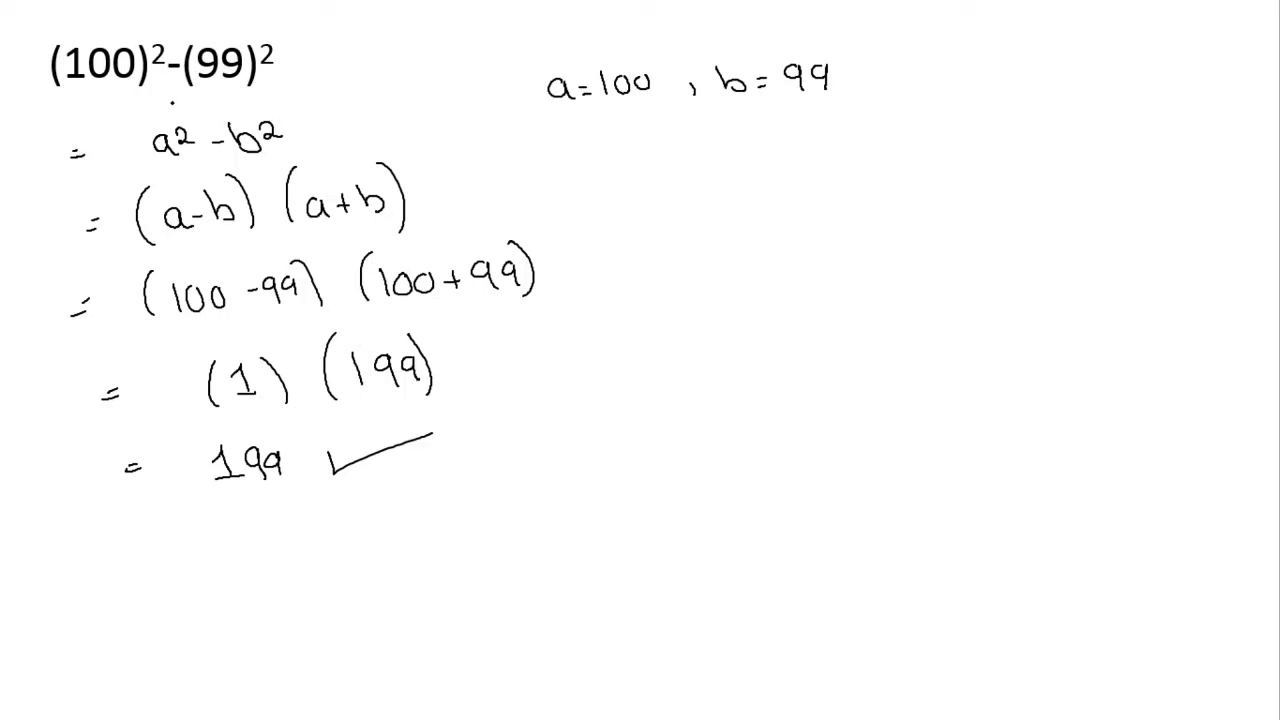 (100)²-(99)²
a=100 , b=99
= a² - b²
= (a-b) (a+b)
= (100 -99) (100+99)
= (1) (199)
= 199 ✓